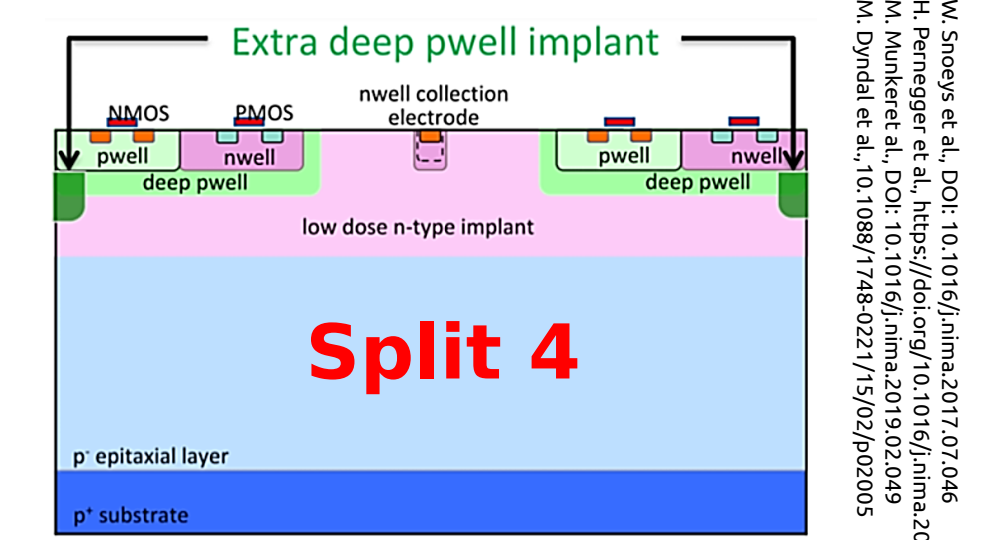 Extra deep pwell implant
nwell collection
electrode
NMOS
PMOS
pwell
nwell
deep pwell
pwell
nwell
deep pwell
low dose n-type implant
Split 4
p⁻ epitaxial layer
p⁺ substrate
W. Snoeys et al., DOI: 10.1016/j.nima.2017.07.046
H. Pernegger et al., https://doi.org/10.1016/j.nima.20
M. Munkeret et al., DOI: 10.1016/j.nima.2019.02.049
M. Dyndal et al., 10.1088/1748-0221/15/02/p02005